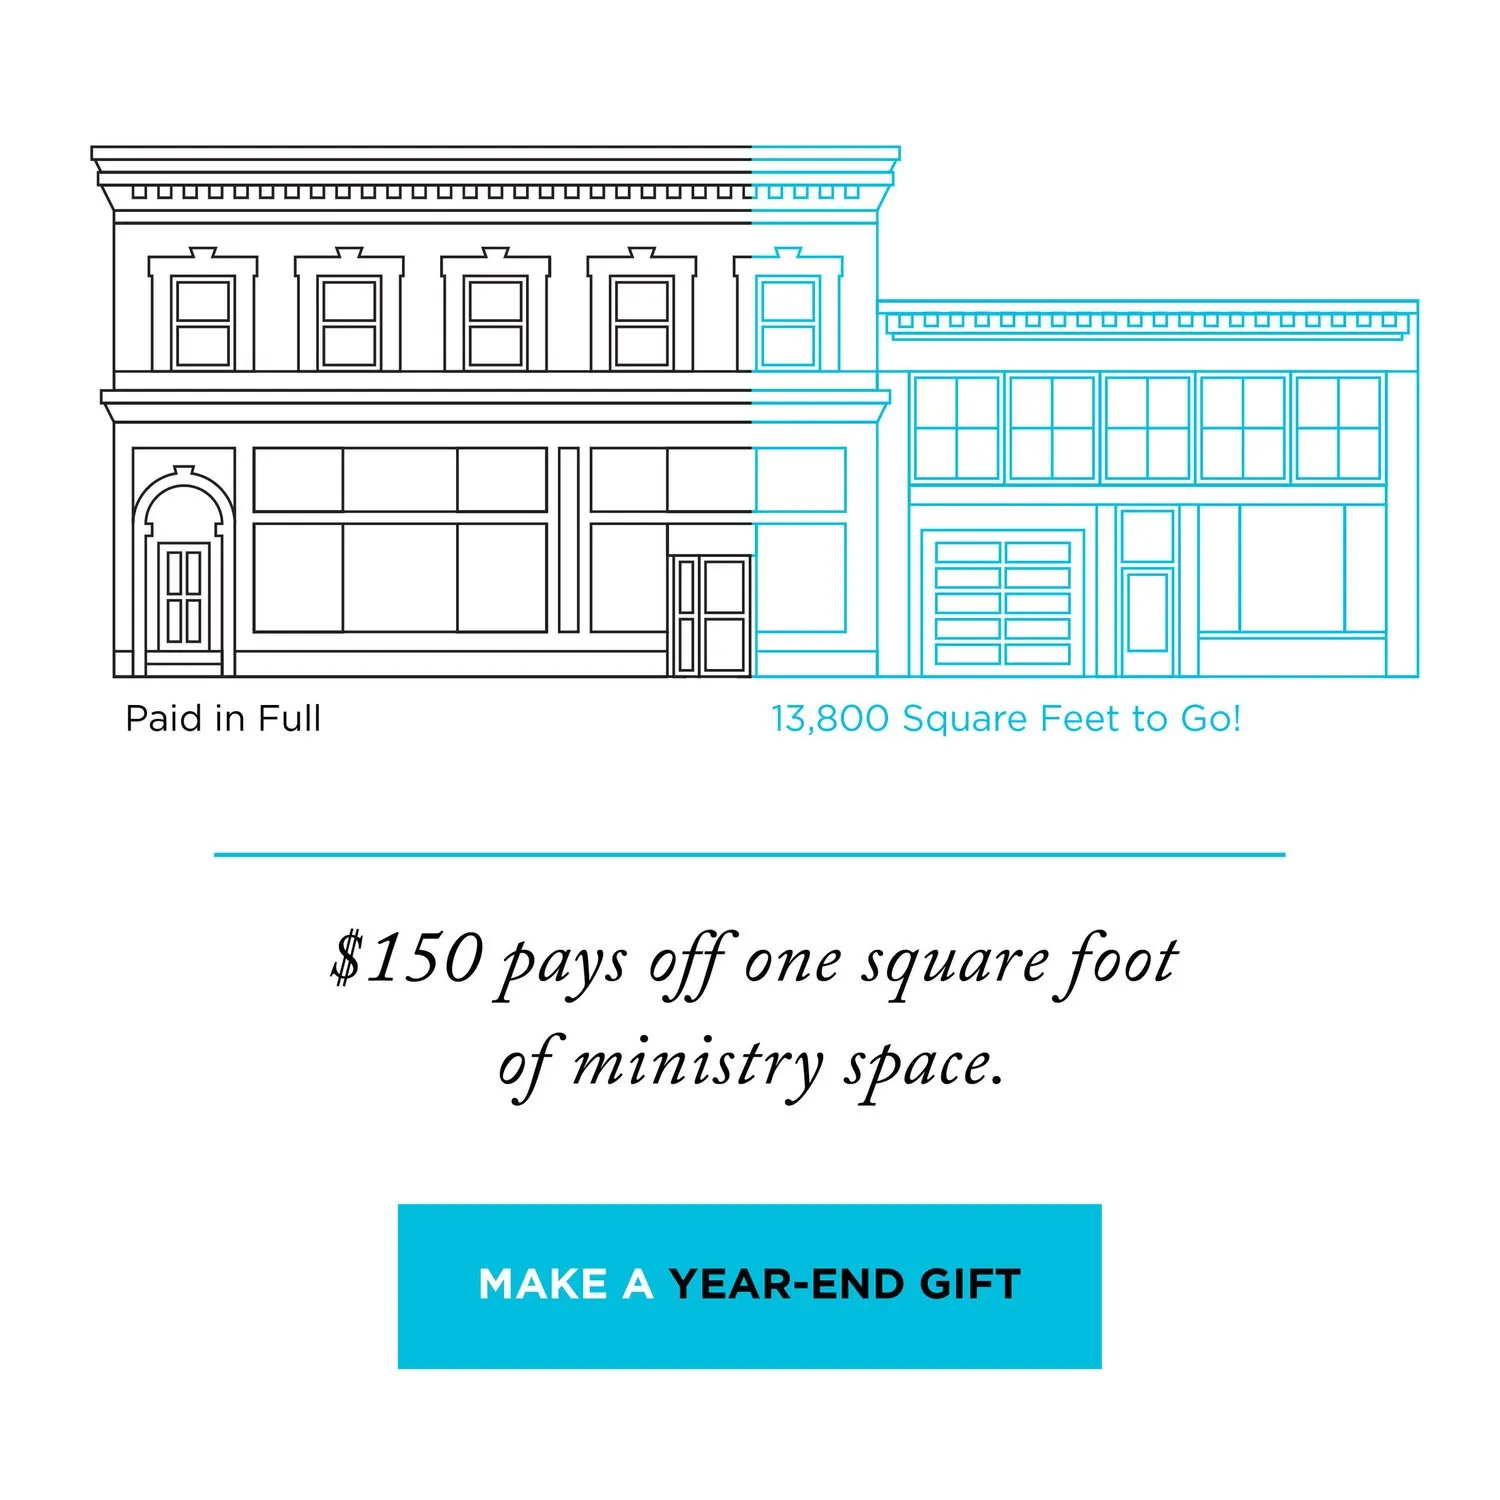 Paid in Full
13,800 Square Feet to Go!
$150 pays off one square foot
of ministry space.
MAKE A YEAR-END GIFT